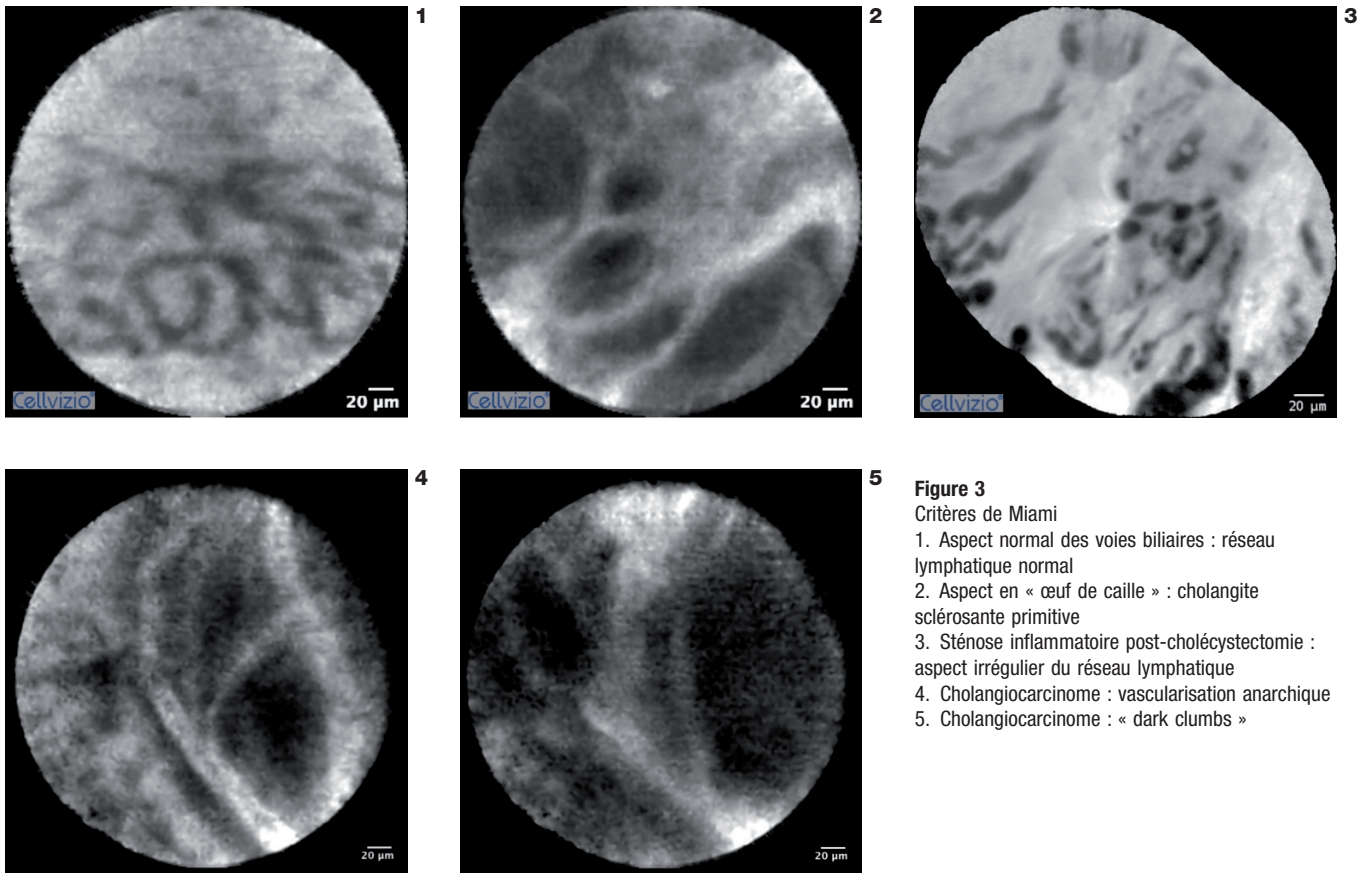 1
Cellvizio®
20 µm
2
Cellvizio®
20 µm
3
Cellvizio®
20 µm
4
20 µm
5
20 µm
Figure 3
Critères de Miami
1. Aspect normal des voies biliaires : réseau
lymphatique normal
2. Aspect en « œuf de caille » : cholangite
sclérosante primitive
3. Sténose inflammatoire post-cholécystectomie :
aspect irrégulier du réseau lymphatique
4. Cholangiocarcinome : vascularisation anarchique
5. Cholangiocarcinome : « dark clumbs »